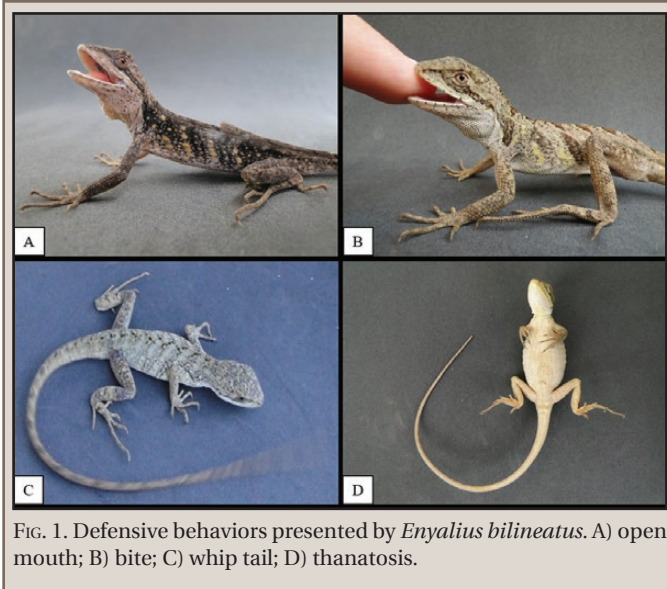 A
B
C
D
FIG. 1. Defensive behaviors presented by Enyalius bilineatus. A) open
mouth; B) bite; C) whip tail; D) thanatosis.